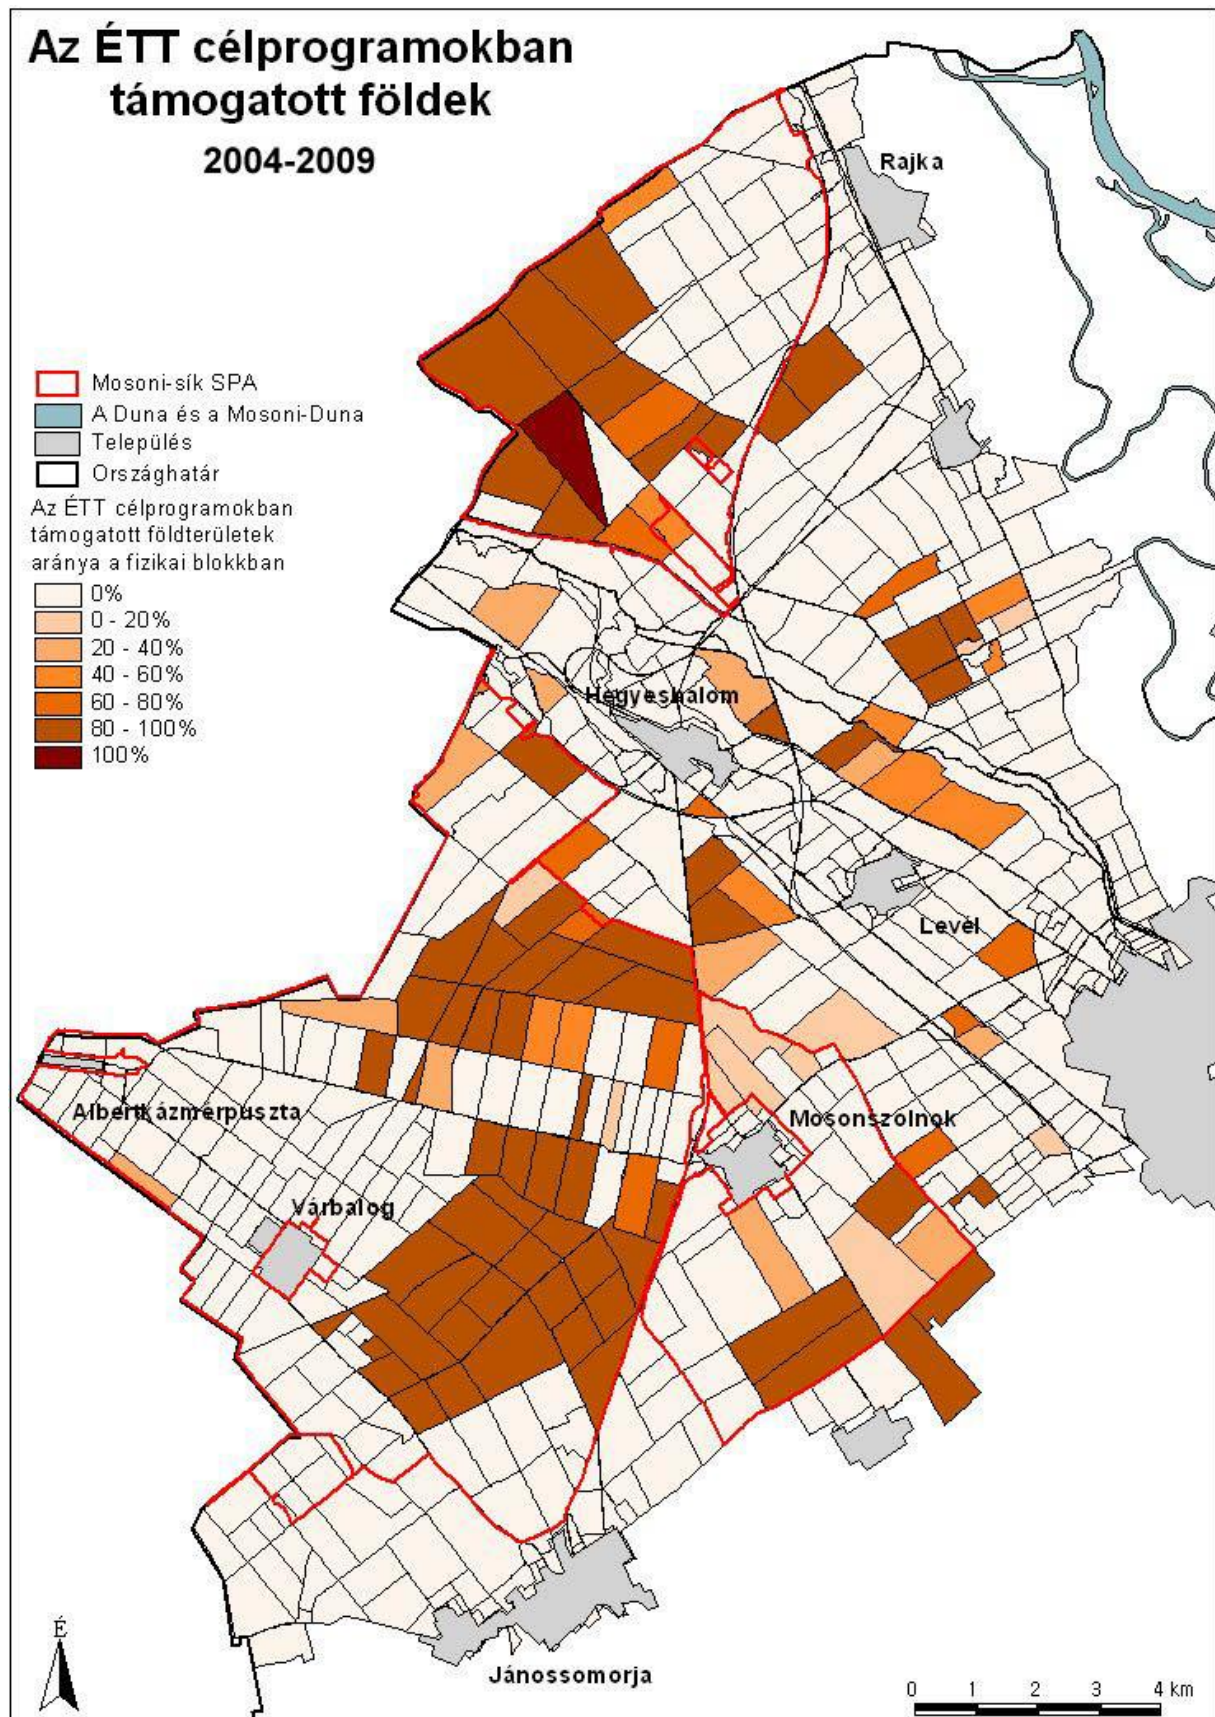 Az ÉTT célprogramokban
támogatott földek
2004-2009
Rajka
Mosoni-sík SPA
A Duna és a Mosoni-Duna
Település
Országhatár
Az ÉTT célprogramokban
támogatott földterületek
aránya a fizikai blokkban
0%
0 - 20%
20 - 40%
40 - 60%
60 - 80%
80 - 100%
100%
Hegyeshalom
Levél
Albertkázmérpuszta
Mosonszolnok
Várbalog
É
Jánossomorja
0 1 2 3 4 km